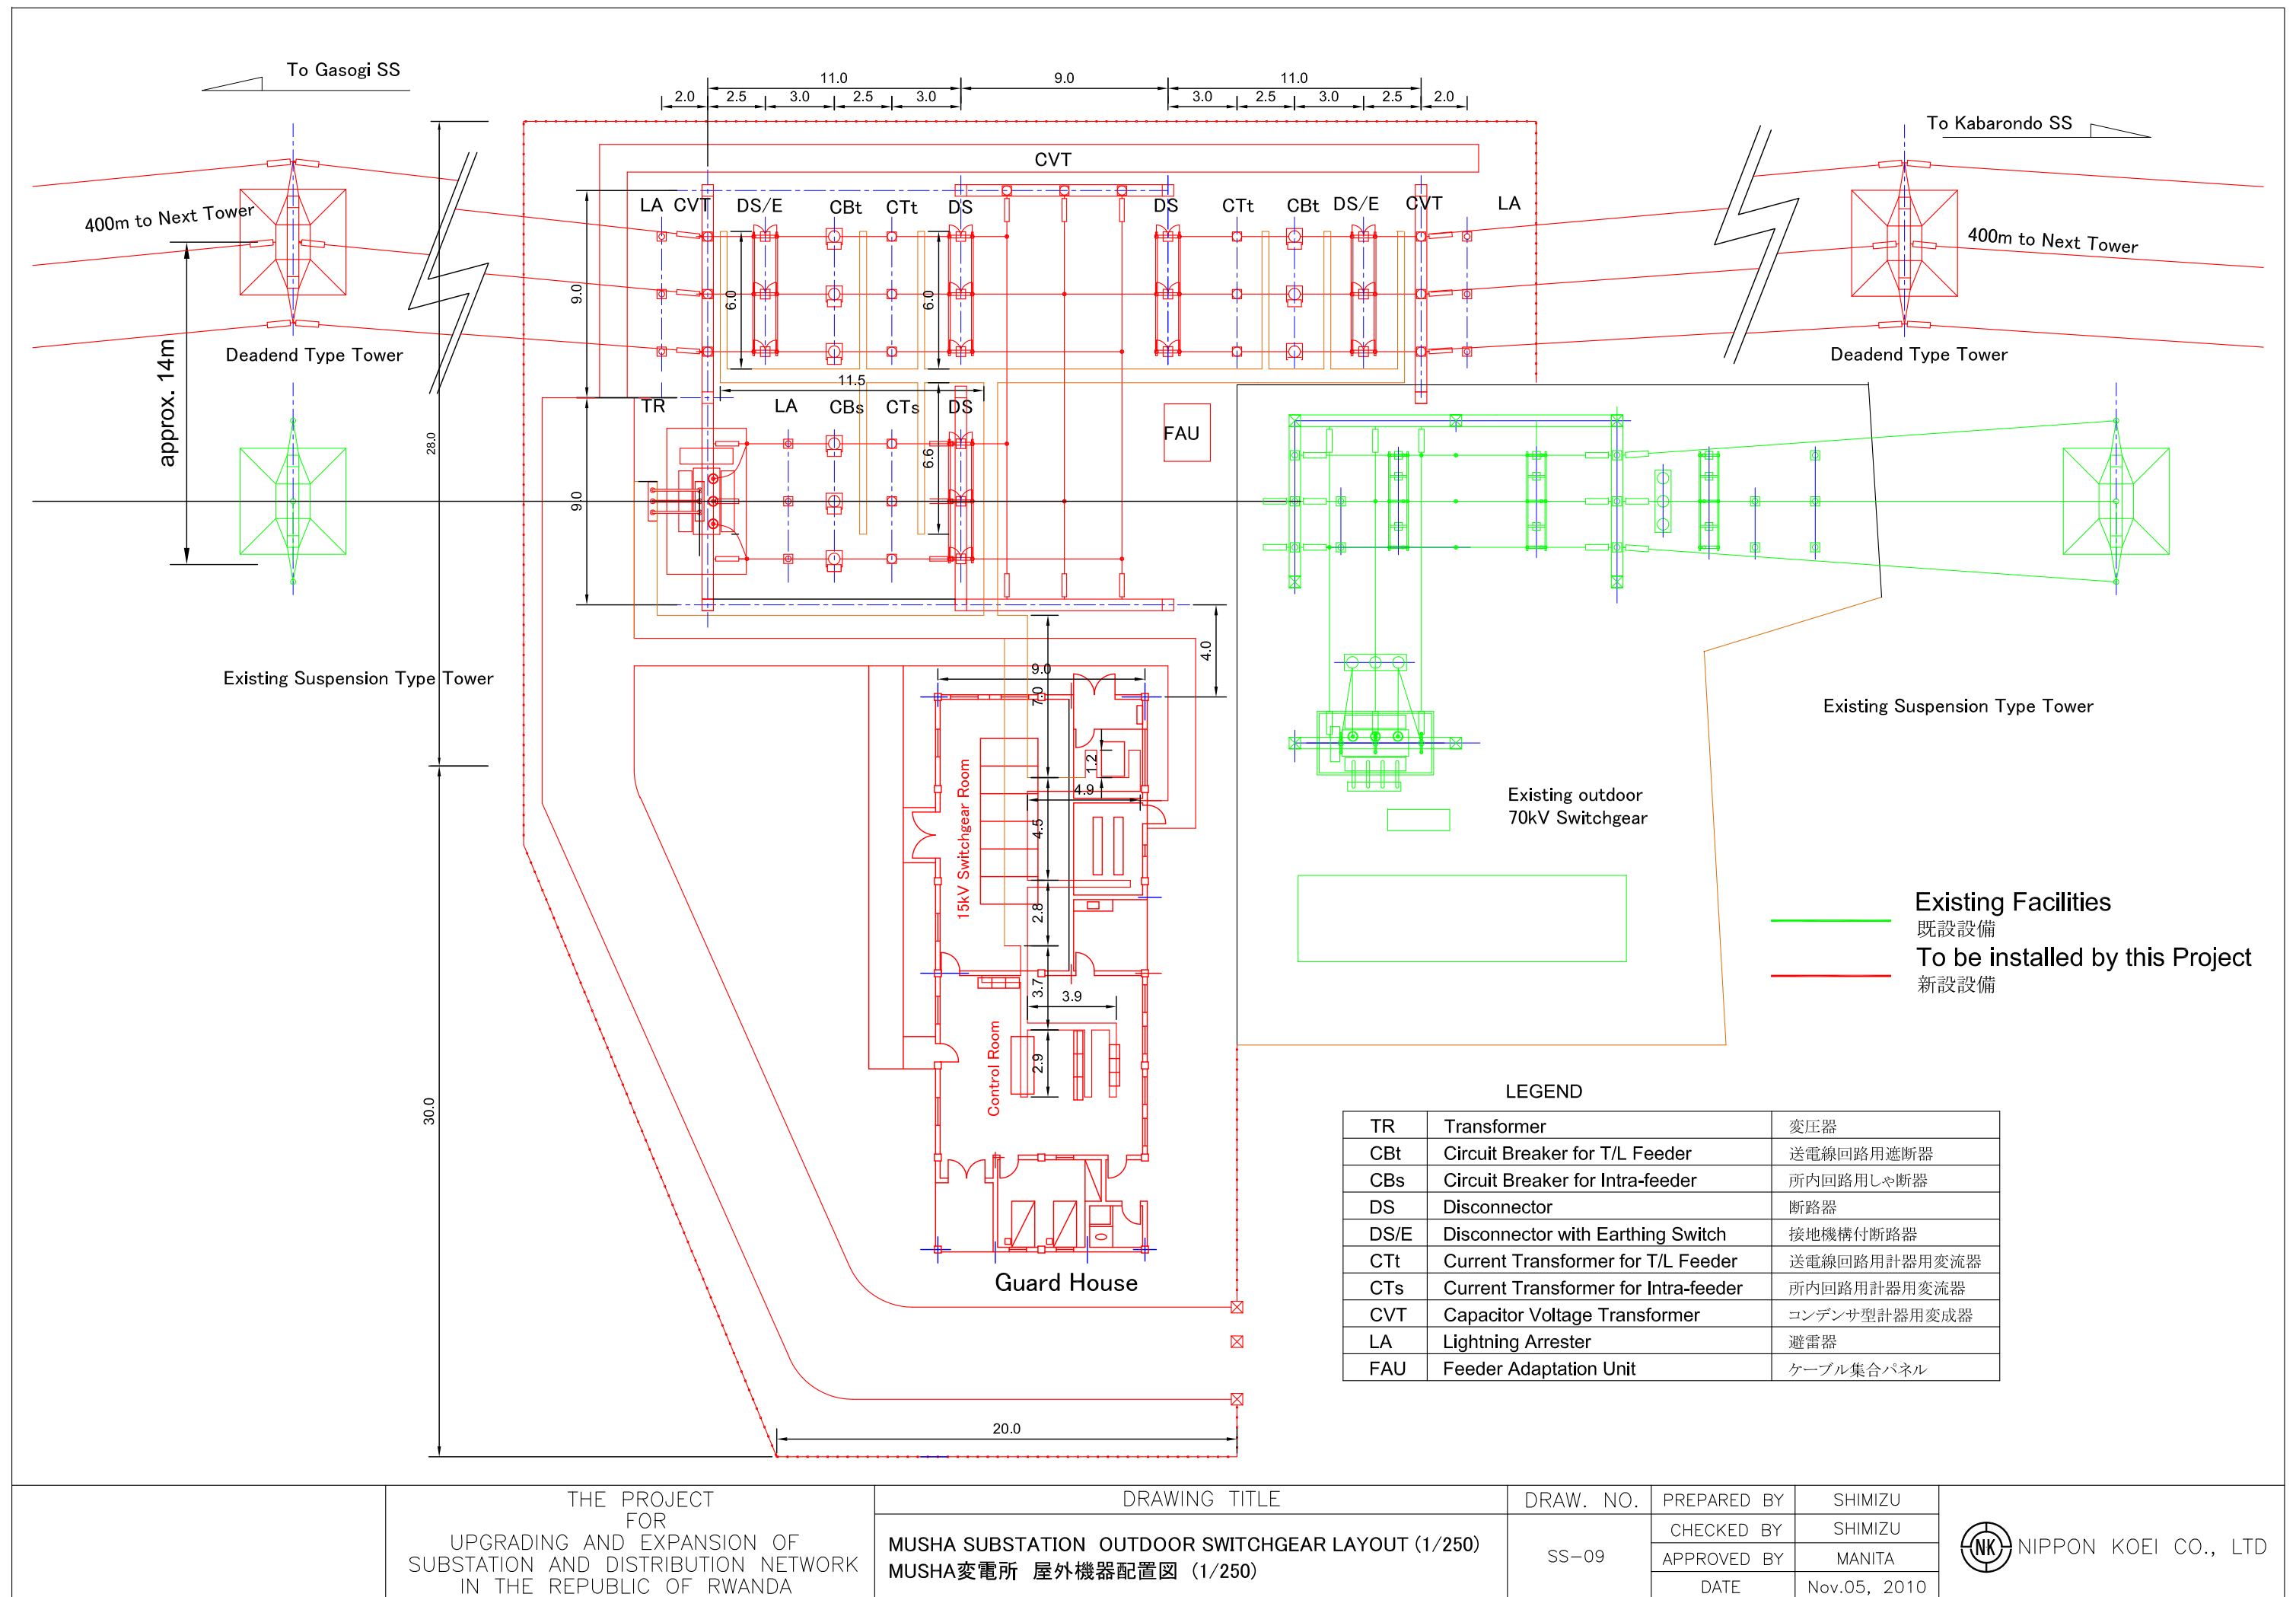 To Gasogi SS
11.0
9.0
11.0
2.0
2.5
3.0
2.5
3.0
3.0
2.5
3.0
2.5
2.0
To Kabarondo SS
CVT
LA
CVT
DS/E
CBt
CTt
DS
DS
CTt
CBt
DS/E
CVT
LA
400m to Next Tower
400m to Next Tower
9.0
6.0
6.0
Deadend Type Tower
Deadend Type Tower
approx. 14m
28.0
11.5
TR
LA
CBs
CTs
DS
FAU
6.6
9.0
4.0
Existing Suspension Type Tower
Existing Suspension Type Tower
9.0
7.0
1.2
4.9
4.5
15kV Switchgear Room
Existing outdoor
70kV Switchgear
2.8
3.7
3.9
2.9
Control Room
30.0
Existing Facilities
既設設備
To be installed by this Project
新設設備
Guard House
20.0
LEGEND
TR Transformer 変圧器
CBt Circuit Breaker for T/L Feeder 送電線回路用遮断器
CBs Circuit Breaker for Intra-feeder 所内回路用しゃ断器
DS Disconnector 断路器
DS/E Disconnector with Earthing Switch 接地機構付断路器
CTt Current Transformer for T/L Feeder 送電線回路用計器用変流器
CTs Current Transformer for Intra-feeder 所内回路用計器用変流器
CVT Capacitor Voltage Transformer コンデンサ型計器用変成器
LA Lightning Arrester 避雷器
FAU Feeder Adaptation Unit ケーブル集合パネル
THE PROJECT
FOR
UPGRADING AND EXPANSION OF
SUBSTATION AND DISTRIBUTION NETWORK
IN THE REPUBLIC OF RWANDA
DRAWING TITLE
MUSHA SUBSTATION OUTDOOR SWITCHGEAR LAYOUT (1/250)
MUSHA変電所 屋外機器配置図 (1/250)
DRAW. NO.
SS-09
PREPARED BY SHIMIZU
CHECKED BY SHIMIZU
APPROVED BY MANITA
DATE Nov.05, 2010
NK NIPPON KOEI CO., LTD